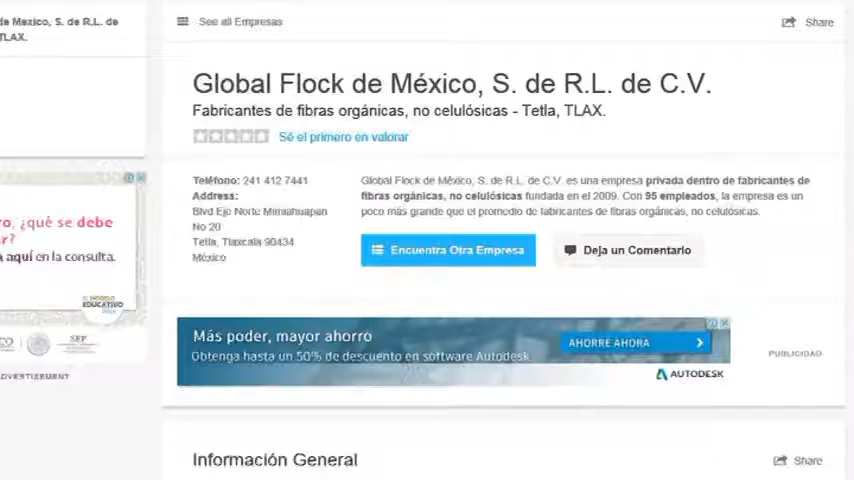 de Mexico, S. de R.L. de
TLAX.
See all Empresas
Share
Global Flock de México, S. de R.L. de C.V.
Fabricantes de fibras orgánicas, no celulósicas - Tetla, TLAX.
Sé el primero en valorar
Teléfono: 241 412 7441
Address:
Blvd Eje Norte Mimiahuapan
No 20
Tetla, Tlaxcala 90434
México
Global Flock de México, S. de R.L. de C.V. es una empresa privada dentro de fabricantes de
fibras orgánicas, no celulósicas fundada en el 2009. Con 95 empleados, la empresa es un
poco más grande que el promedio de fabricantes de fibras orgánicas, no celulósicas.
Encuentra Otra Empresa
Deja un Comentario
o, ¿qué se debe
r?
aquí en la consulta.
EL MODELO
EDUCATIVO
SEP
ADVERTISEMENT
Más poder, mayor ahorro
Obtenga hasta un 50% de descuento en software Autodesk
AHORRE AHORA
AUTODESK
PUBLICIDAD
Información General
Share